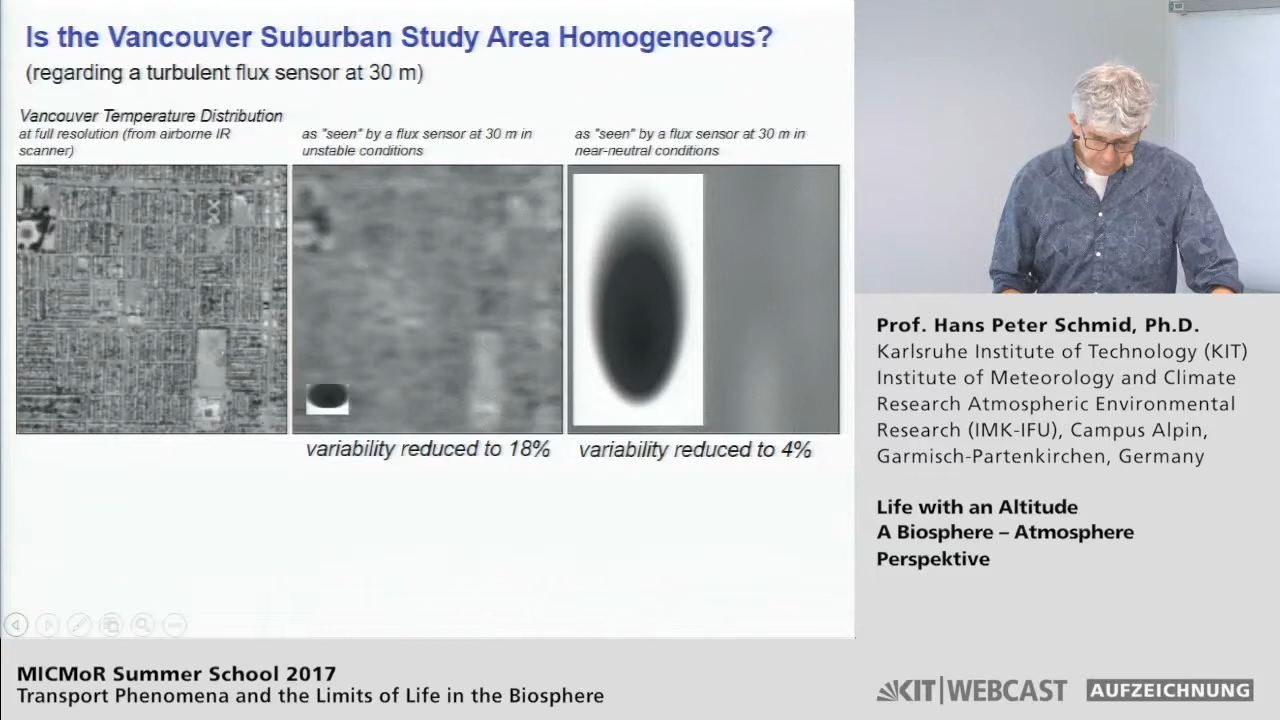 Is the Vancouver Suburban Study Area Homogeneous?
(regarding a turbulent flux sensor at 30 m)
Vancouver Temperature Distribution
at full resolution (from airborne IR
scanner)
as "seen" by a flux sensor at 30 m in
unstable conditions
as "seen" by a flux sensor at 30 m in
near-neutral conditions
variability reduced to 18%
variability reduced to 4%
Prof. Hans Peter Schmid, Ph.D.
Karlsruhe Institute of Technology (KIT)
Institute of Meteorology and Climate
Research Atmospheric Environmental
Research (IMK-IFU), Campus Alpin,
Garmisch-Partenkirchen, Germany
Life with an Altitude
A Biosphere – Atmosphere
Perspektive
MICMoR Summer School 2017
Transport Phenomena and the Limits of Life in the Biosphere
KIT|WEBCAST
AUFZEICHNUNG